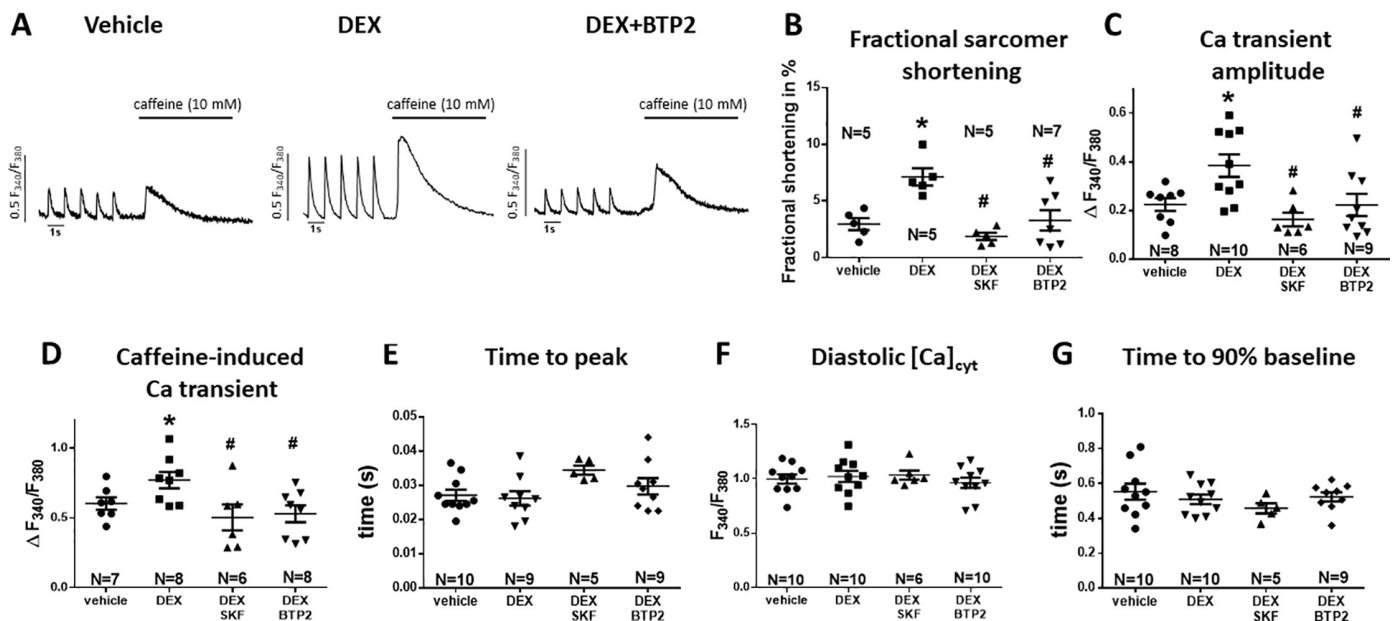 A
Vehicle
DEX
DEX+BTP2
caffeine (10 mM)
caffeine (10 mM)
caffeine (10 mM)
0.5 F340/F380
0.5 F340/F380
0.5 F340/F380
1s
1s
1s
B
Fractional sarcomer
shortening
Fractional shortening in %
15
10
5
0
N=5
*
N=5
N=7
#
#
N=5
vehicle
DEX
DEX
SKF
DEX
BTP2
C
Ca transient
amplitude
Δ F340/F380
0.6
0.4
0.2
0.0
*
#
#
N=8
N=10
N=6
N=9
vehicle
DEX
DEX
SKF
DEX
BTP2
D
Caffeine-induced
Ca transient
Δ F340/F380
1.0
0.5
0.0
*
#
#
N=7
N=8
N=6
N=8
vehicle
DEX
DEX
SKF
DEX
BTP2
E
Time to peak
time (s)
0.05
0.04
0.03
0.02
0.01
0.00
N=10
N=9
N=5
N=9
vehicle
DEX
DEX
SKF
DEX
BTP2
F
Diastolic [Ca]cyt
F340/F380
1.5
1.0
0.5
0.0
N=10
N=10
N=6
N=10
vehicle
DEX
DEX
SKF
DEX
BTP2
G
Time to 90% baseline
time (s)
1.0
0.8
0.6
0.4
0.2
0.0
N=10
N=10
N=5
N=9
vehicle
DEX
DEX
SKF
DEX
BTP2